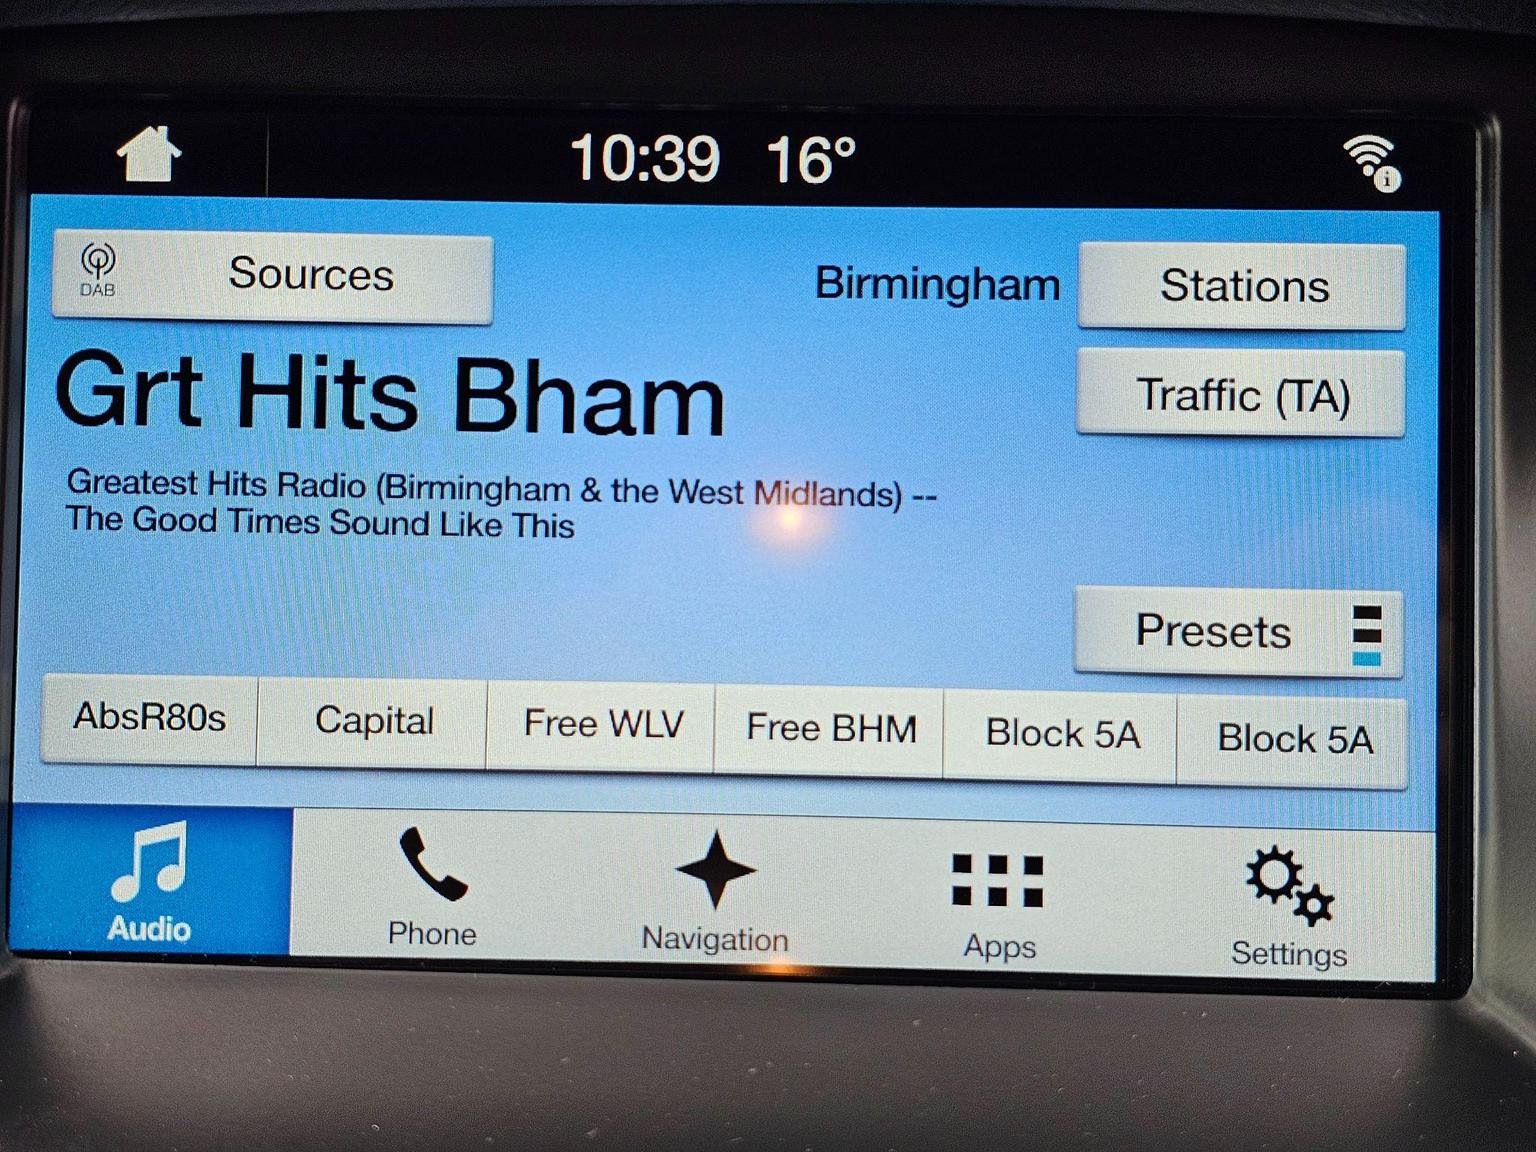 10:39 16°
DAB
Sources
Birmingham
Stations
Grt Hits Bham
Traffic (TA)
Greatest Hits Radio (Birmingham & the West Midlands) --
The Good Times Sound Like This
Presets
AbsR80s Capital Free WLV Free BHM Block 5A Block 5A
Audio Phone Navigation Apps Settings